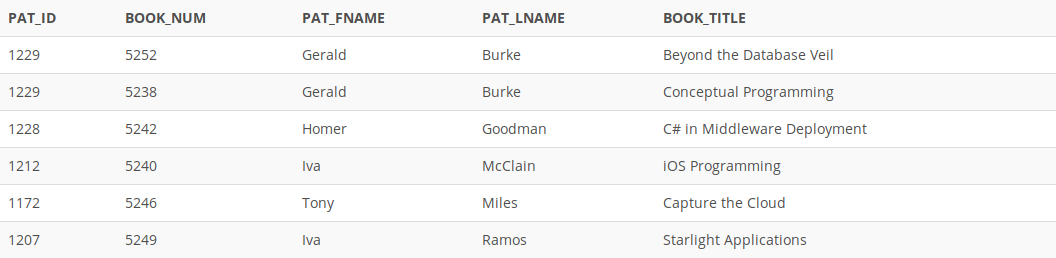 PAT_ID BOOK_NUM PAT_FNAME PAT_LNAME BOOK_TITLE
1229 5252 Gerald Burke Beyond the Database Veil
1229 5238 Gerald Burke Conceptual Programming
1228 5242 Homer Goodman C# in Middleware Deployment
1212 5240 Iva McClain iOS Programming
1172 5246 Tony Miles Capture the Cloud
1207 5249 Iva Ramos Starlight Applications